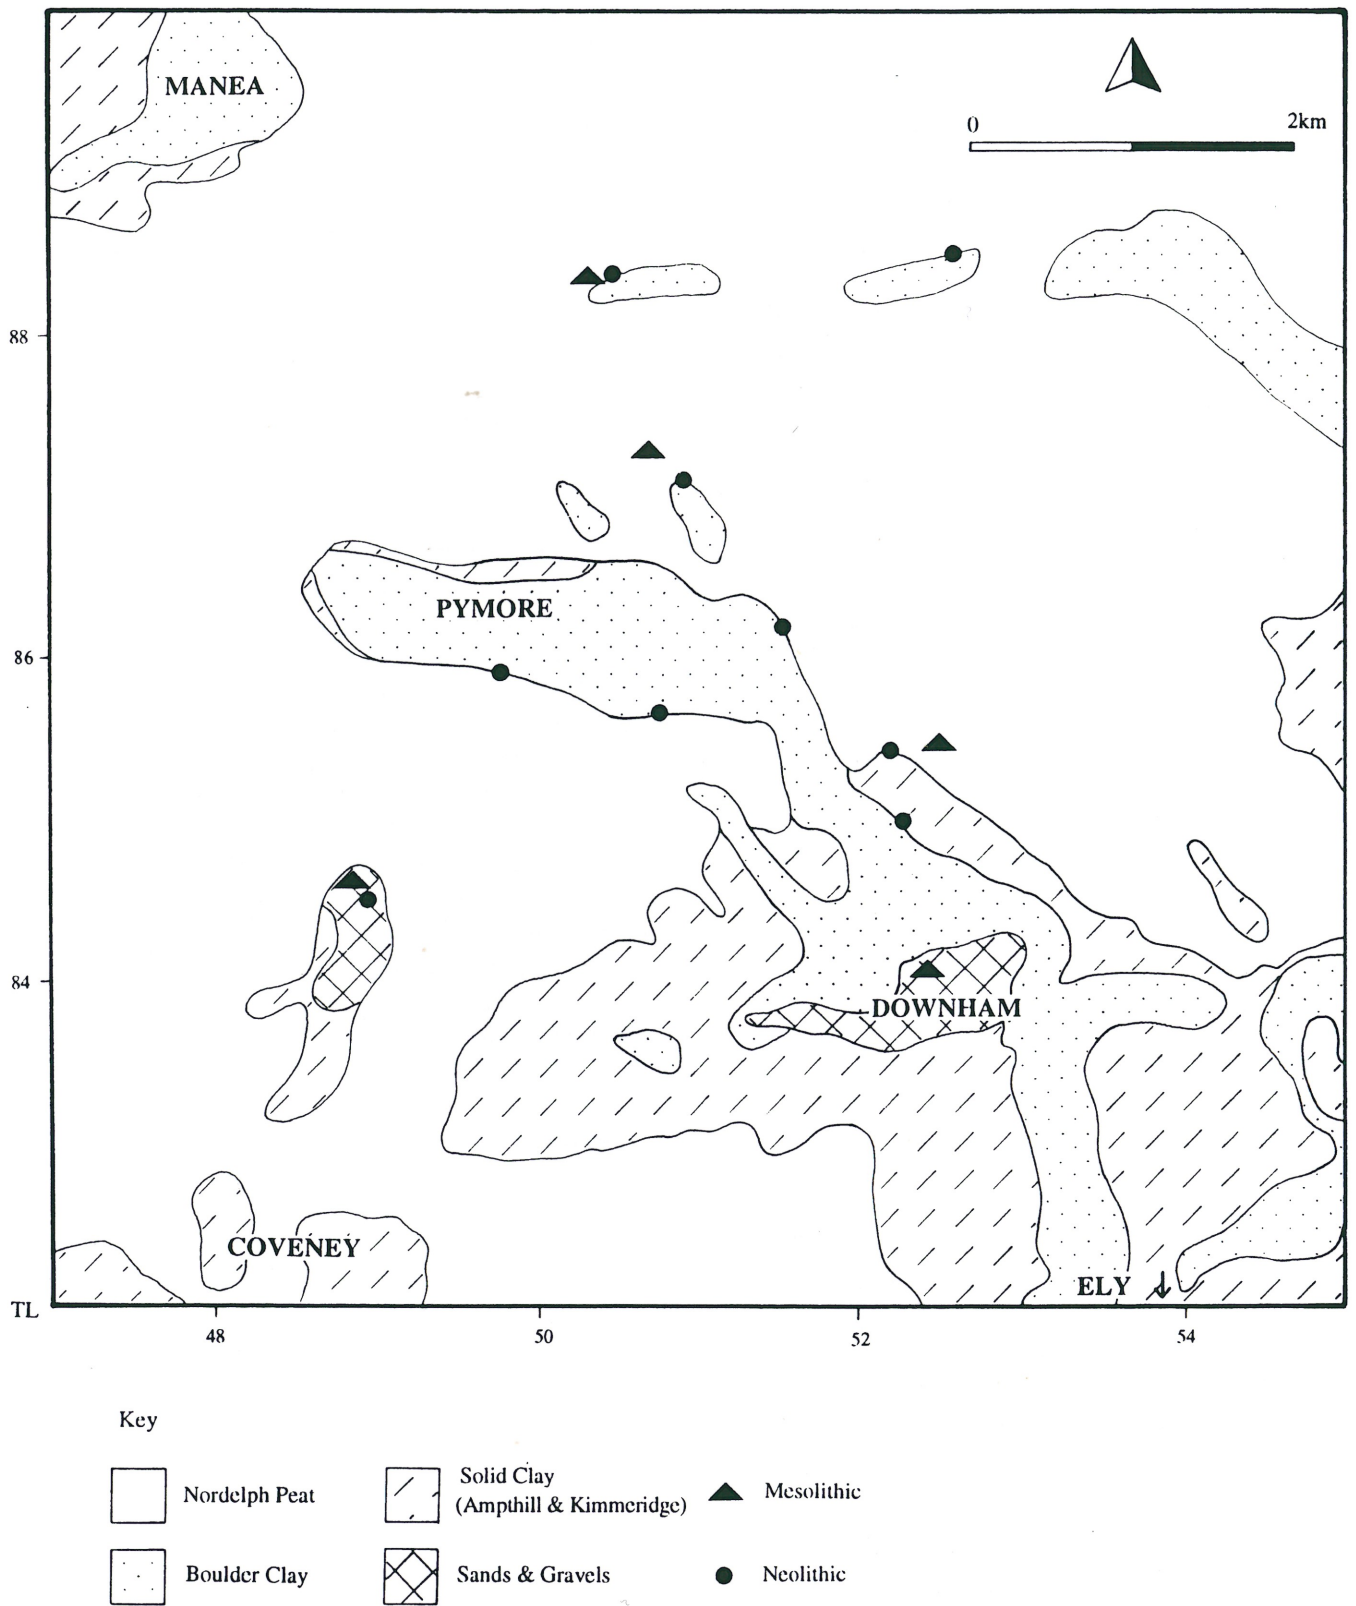 MANEA
0
2km
88
86
PYMORE
84
DOWNHAM
COVENEY
ELY
TL
48
50
52
54
Key
Nordelph Peat
Solid Clay
(Ampthill & Kimmeridge)
Mesolithic
Boulder Clay
Sands & Gravels
Neolithic